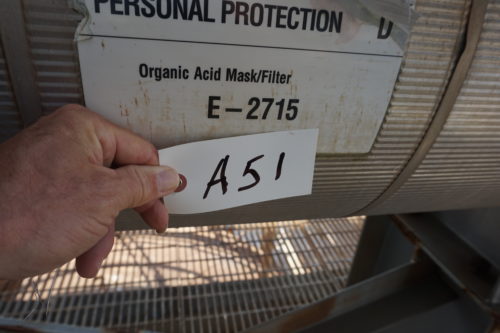 PERSONAL PROTECTION D
Organic Acid Mask/Filter
E-2715
A51